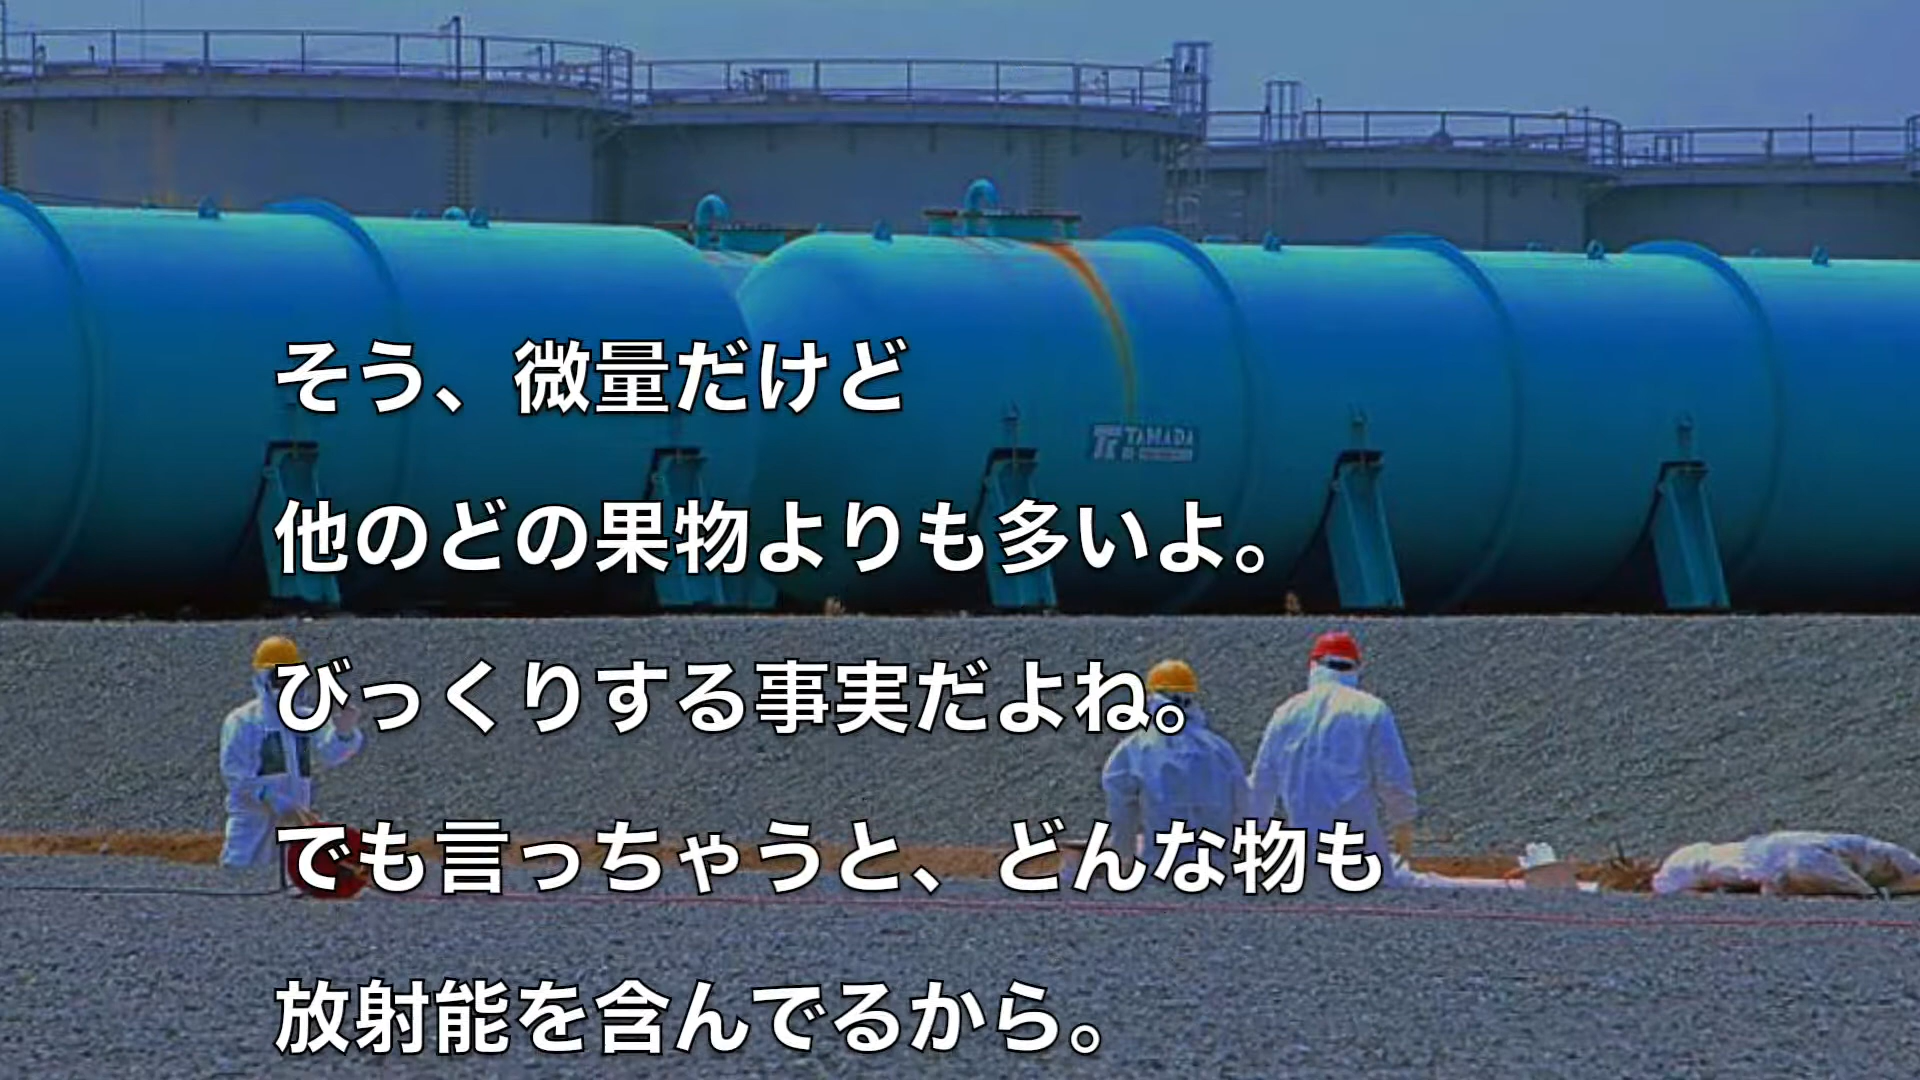 そう、微量だけど
他のどの果物よりも多いよ。
びっくりする事実だよね。
でも言っちゃうと、どんな物も
放射能を含んでるから。
TAMADA